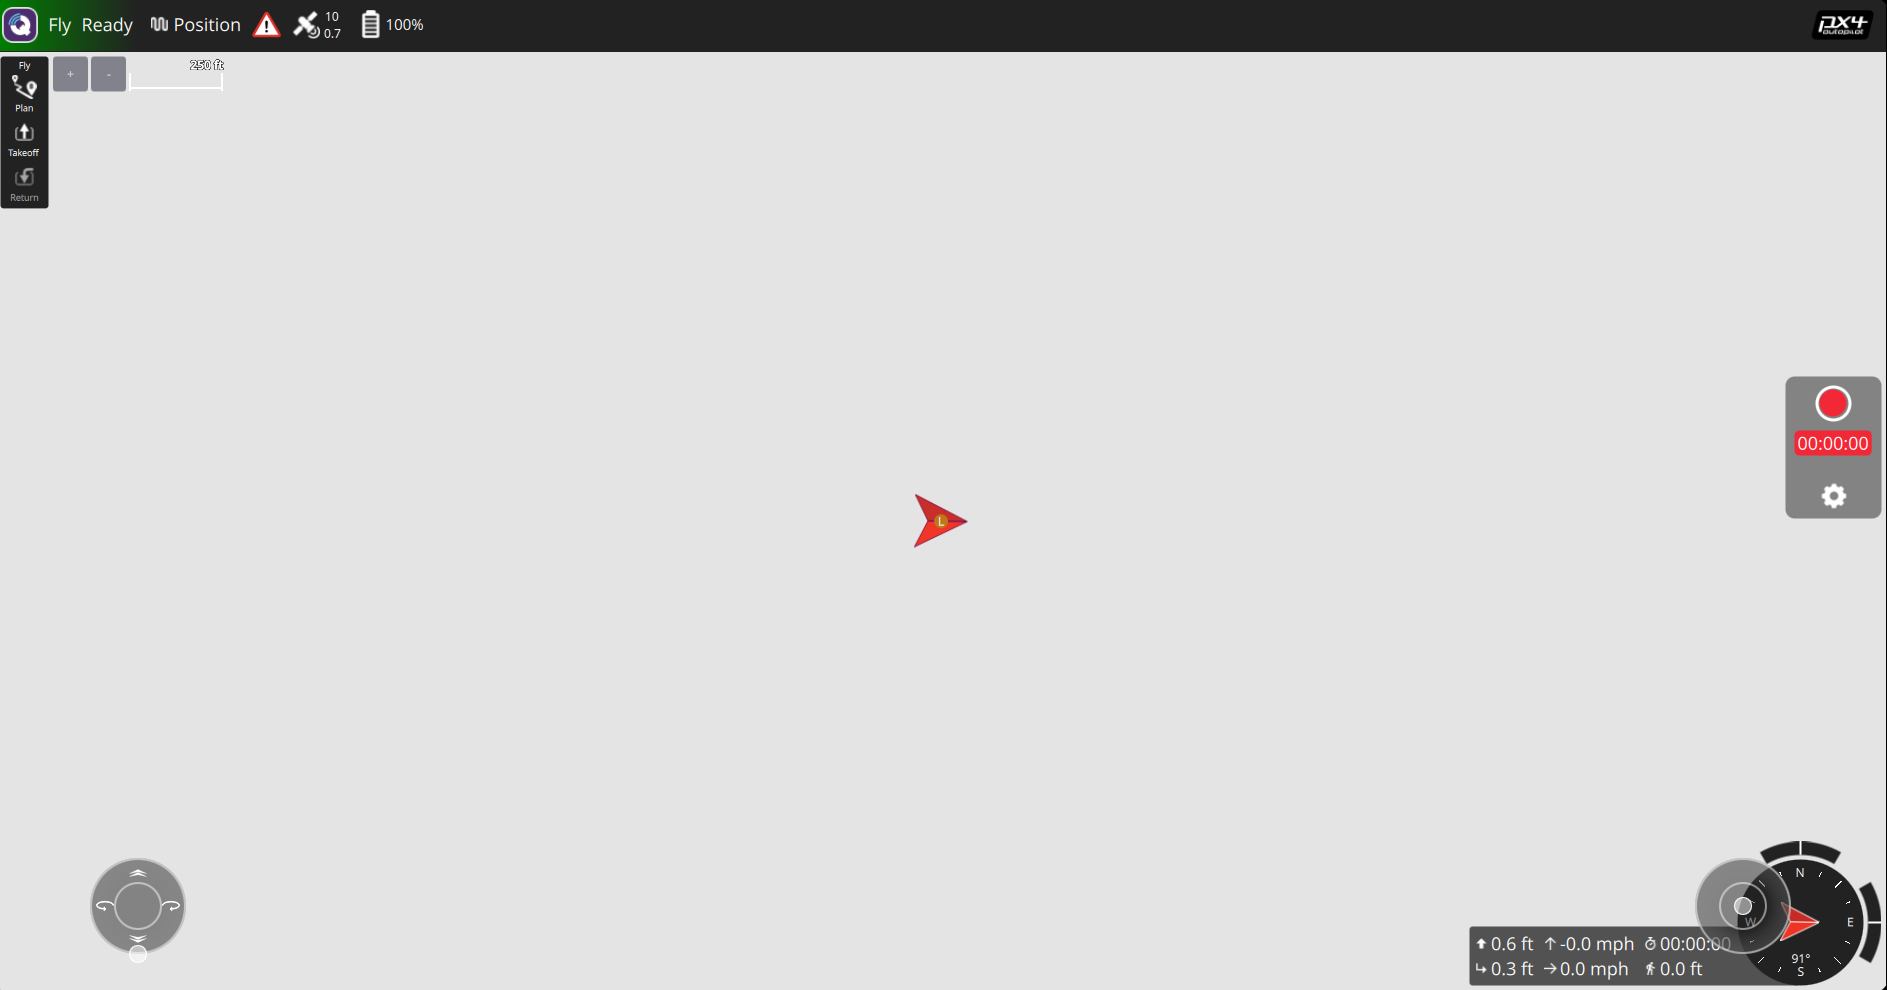 Fly Ready Position 10 100%
0.7
PX4
autopilot
Fly
+ - 250 ft
Plan
Takeoff
Return
00:00:00
L
N
W E
91°
S
0.6 ft -0.0 mph 00:00:00
0.3 ft 0.0 mph 0.0 ft